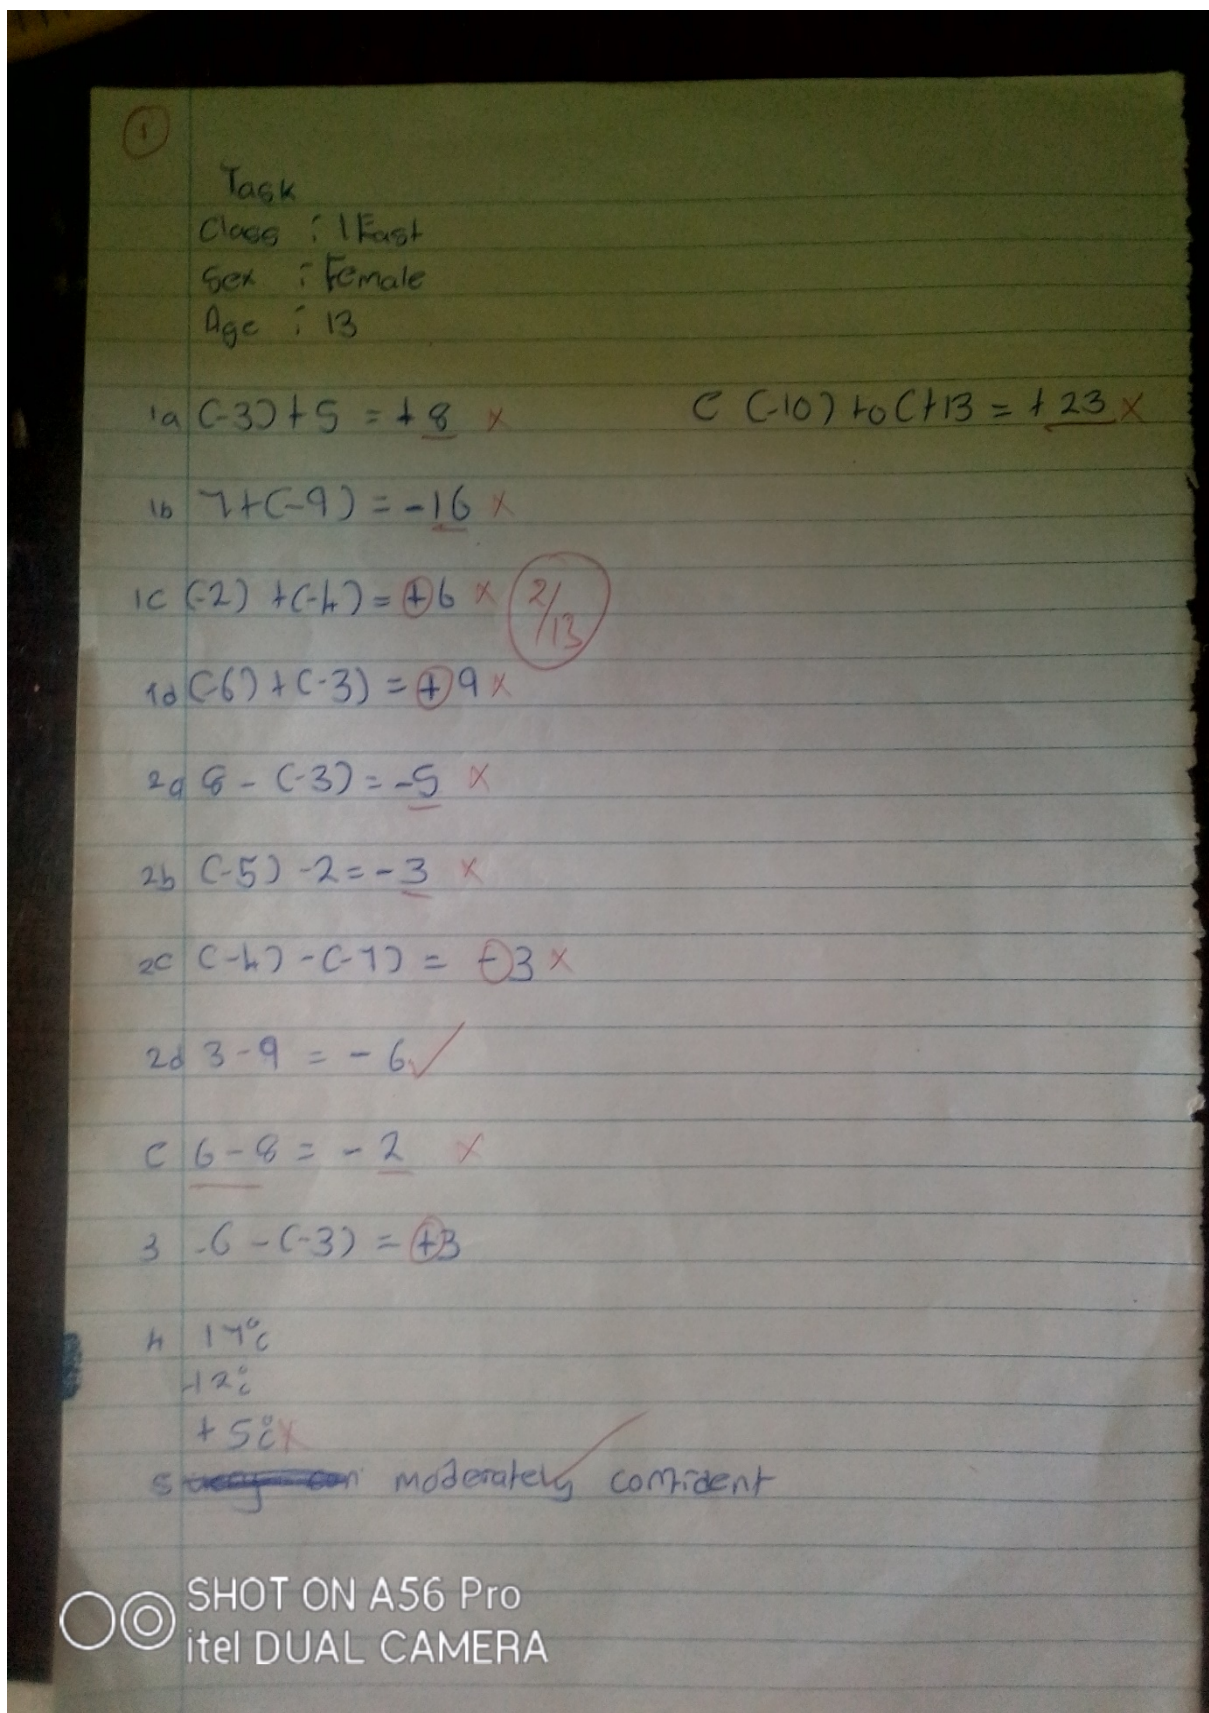 1
Task
Class : 1 East
Sex : Female
Age : 13
1a (-3) + 5 = + 8 x
e (-10) to (+13 = + 23 x
1b 7 + (-9) = -16 x
1c (-2) + (-4) = +6 x
2/13
1d (-6) + (-3) = +9 x
2a 8 - (-3) = -5 x
2b (-5) - 2 = - 3 x
2c (-4) - (-7) = -3 x
2d 3 - 9 = - 6 ✓
e 6 - 8 = - 2 x
3 -6 - (-3) = +3
4 17°c
-12°c
+ 5°c x
5 moderately confident ✓
SHOT ON A56 Pro
itel DUAL CAMERA